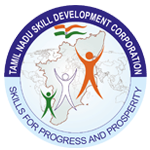 TAMIL NADU SKILL DEVELOPMENT CORPORATION
SKILLS FOR PROGRESS AND PROSPERITY